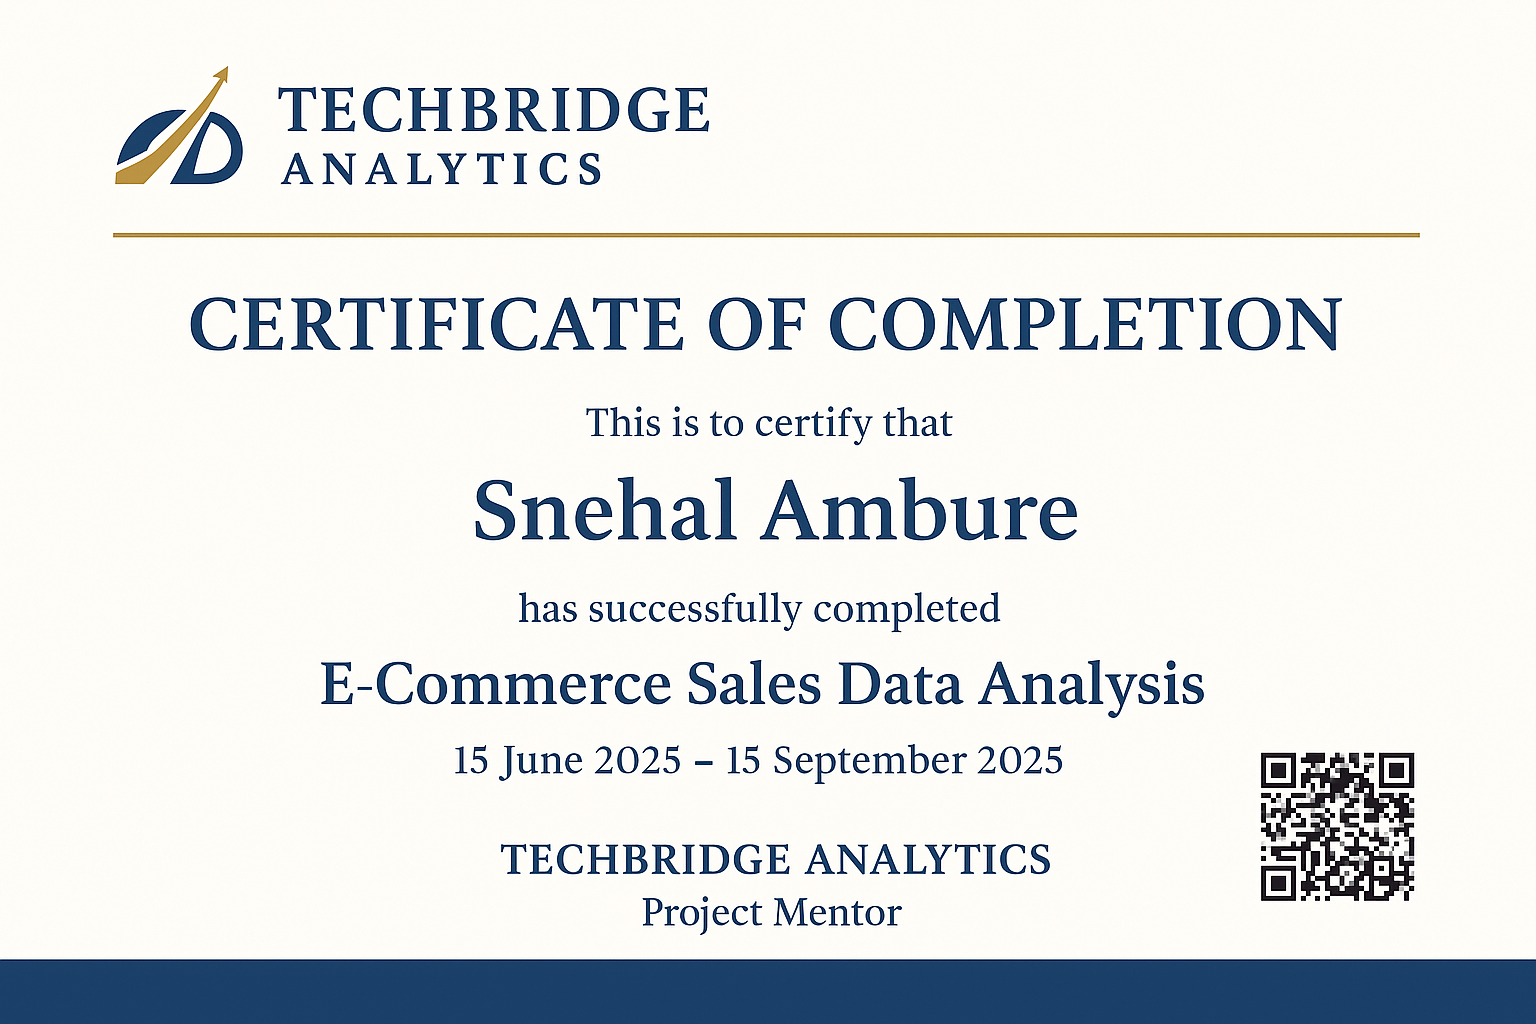 TECHBRIDGE
ANALYTICS
CERTIFICATE OF COMPLETION
This is to certify that
Snehal Ambure
has successfully completed
E-Commerce Sales Data Analysis
15 June 2025 – 15 September 2025
TECHBRIDGE ANALYTICS
Project Mentor